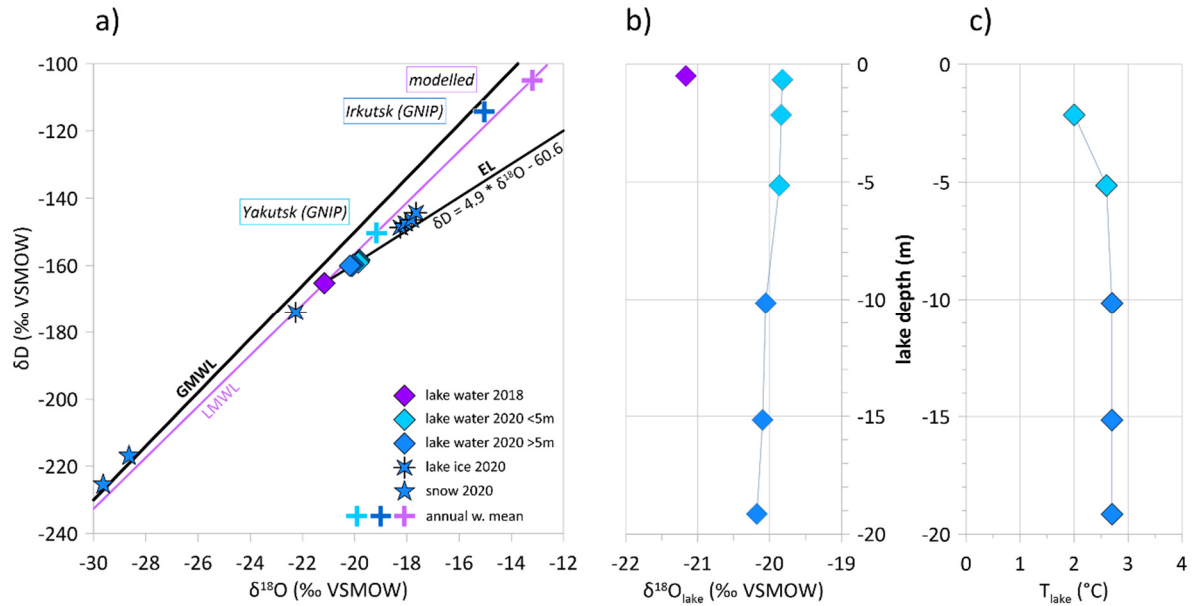 a)
-100
-120
-140
-160
-180
-200
-220
-240
δD (‰ VSMOW)
-30
-28
-26
-24
-22
-20
-18
-16
-14
-12
δ¹⁸O (‰ VSMOW)
modelled
Irkutsk (GNIP)
Yakutsk (GNIP)
EL
δD = 4.9 * δ¹⁸O - 60.6
GMWL
LMWL
lake water 2018
lake water 2020 <5m
lake water 2020 >5m
lake ice 2020
snow 2020
annual w. mean
b)
0
-5
-10
-15
-20
lake depth (m)
-22
-21
-20
-19
δ¹⁸Olake (‰ VSMOW)
c)
0
-5
-10
-15
-20
0
1
2
3
4
Tlake (°C)